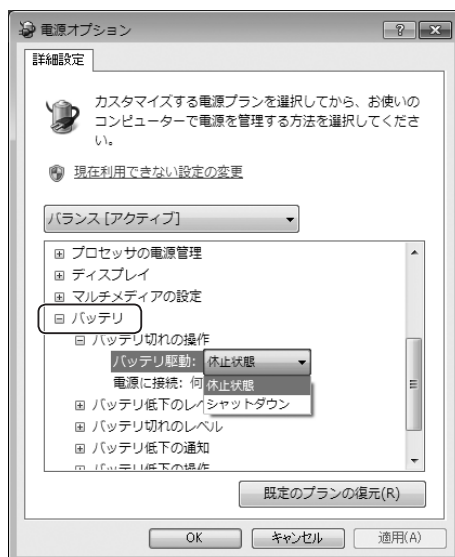 電源オプション
詳細設定
カスタマイズする電源プランを選択してから、お使いの
コンピューターで電源を管理する方法を選択してくださ
い。
現在利用できない設定の変更
バランス [アクティブ]
プロセッサの電源管理
ディスプレイ
マルチメディアの設定
バッテリ
バッテリ切れの操作
バッテリ駆動: 休止状態
電源に接続: 何
休止状態
バッテリ低下のレベ
シャットダウン
バッテリ切れのレベル
バッテリ低下の通知
バッテリ低下の操作
既定のプランの復元(R)
OK キャンセル 適用(A)